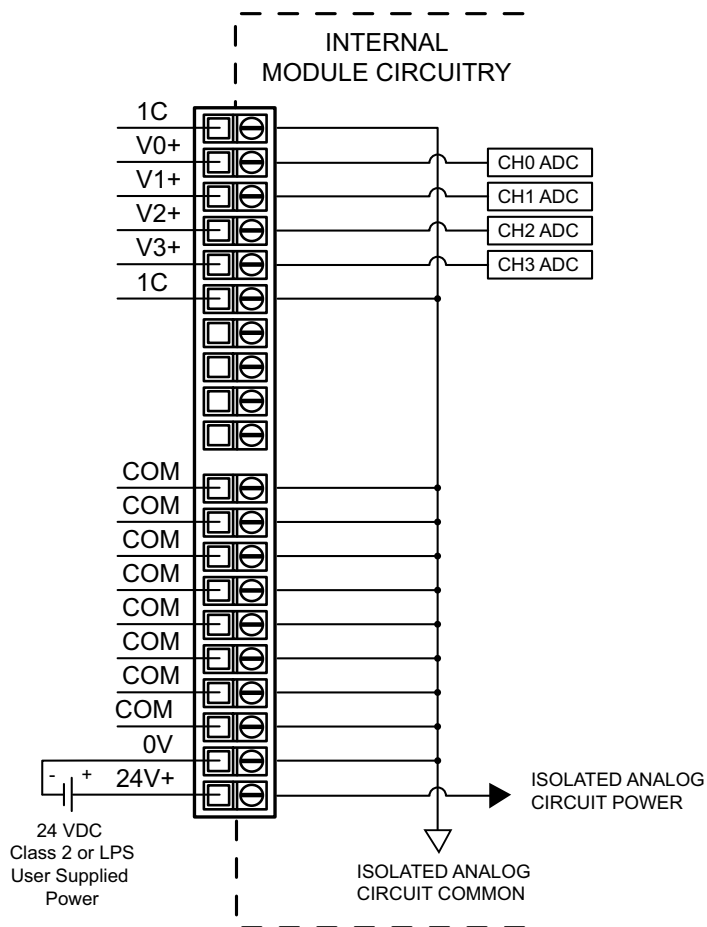 INTERNAL
MODULE CIRCUITRY
1C
V0+
CH0 ADC
V1+
CH1 ADC
V2+
CH2 ADC
V3+
CH3 ADC
1C
COM
COM
COM
COM
COM
COM
COM
COM
0V
- + 24V+
ISOLATED ANALOG
CIRCUIT POWER
24 VDC
Class 2 or LPS
User Supplied
Power
ISOLATED ANALOG
CIRCUIT COMMON